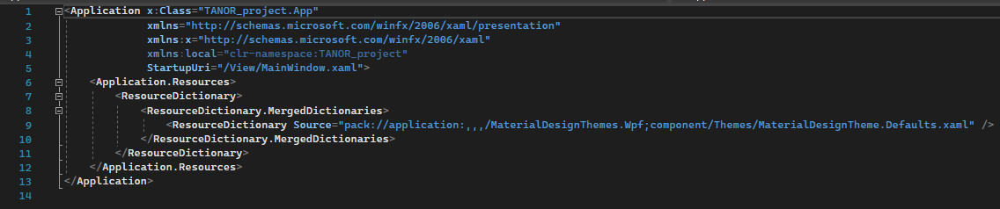 1 <Application x:Class="TANOR_project.App"
2 xmlns="http://schemas.microsoft.com/winfx/2006/xaml/presentation"
3 xmlns:x="http://schemas.microsoft.com/winfx/2006/xaml"
4 xmlns:local="clr-namespace:TANOR_project"
5 StartupUri="/View/MainWindow.xaml">
6 <Application.Resources>
7 <ResourceDictionary>
8 <ResourceDictionary.MergedDictionaries>
9 <ResourceDictionary Source="pack://application:,,,/MaterialDesignThemes.Wpf;component/Themes/MaterialDesignTheme.Defaults.xaml" />
10 </ResourceDictionary.MergedDictionaries>
11 </ResourceDictionary>
12 </Application.Resources>
13 </Application>
14